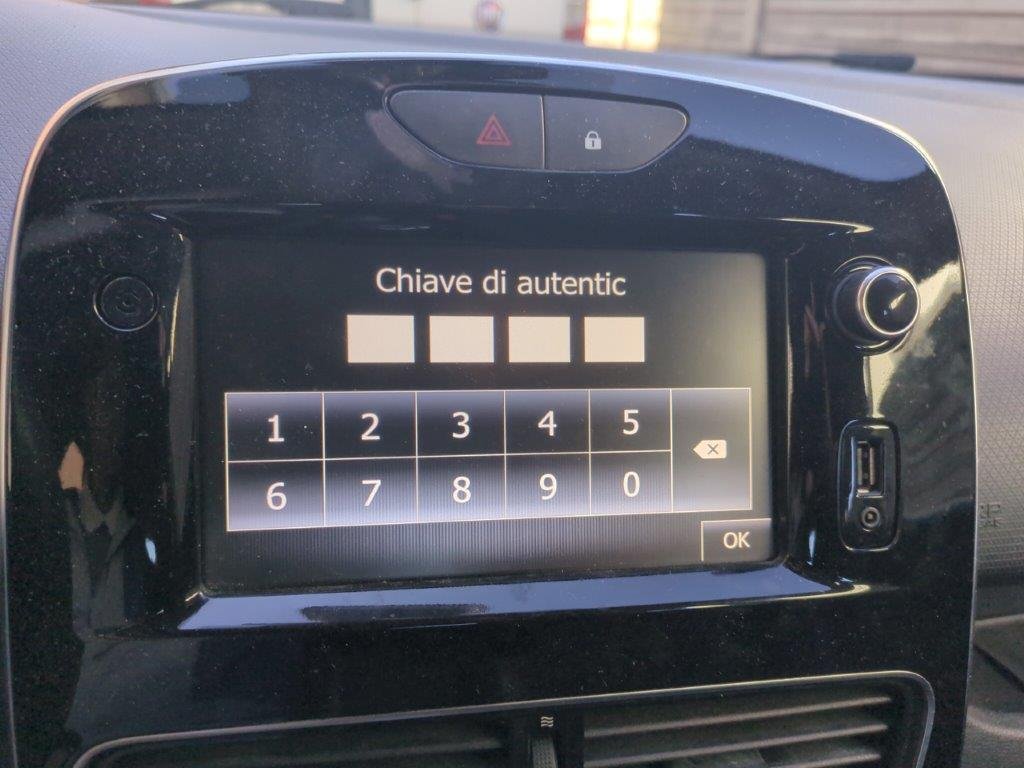 Chiave di autentic
1 2 3 4 5
6 7 8 9 0
OK